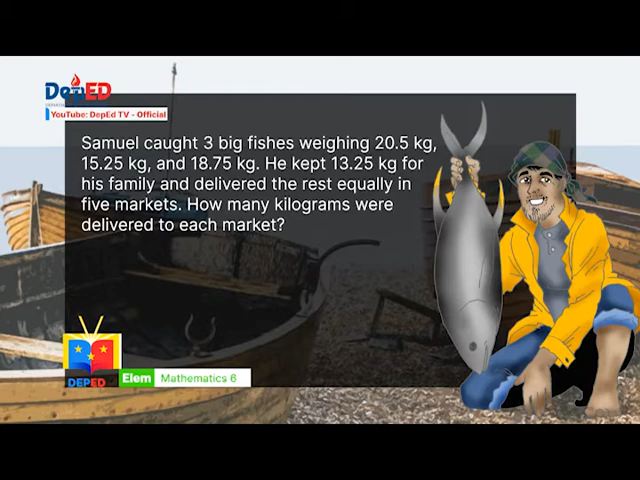 DepED
YouTube: DepEd TV - Official
Samuel caught 3 big fishes weighing 20.5 kg,
15.25 kg, and 18.75 kg. He kept 13.25 kg for
his family and delivered the rest equally in
five markets. How many kilograms were
delivered to each market?
DEPED
Elem Mathematics 6